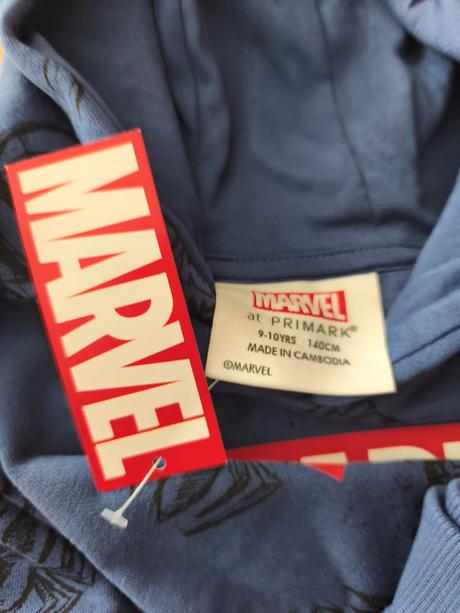 MARVEL
MARVEL
at PRIMARK®
9-10YRS 140CM
MADE IN CAMBODIA
©MARVEL